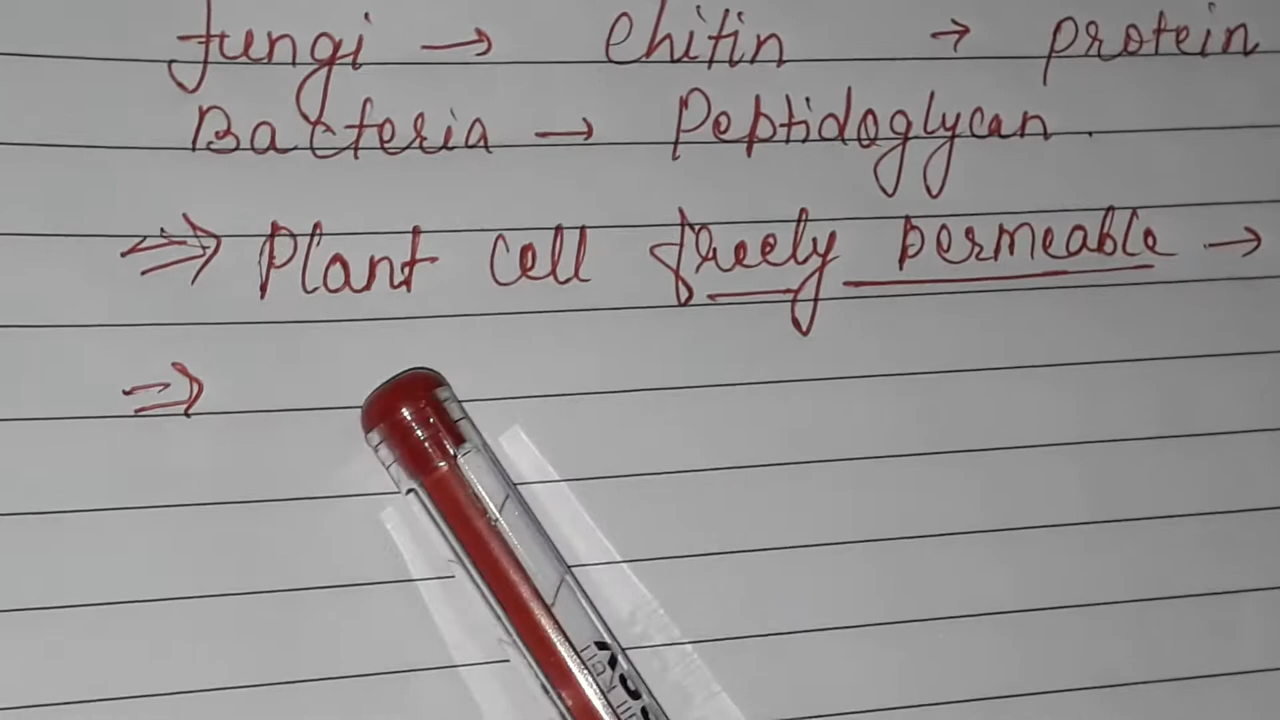 fungi → Chitin → protein
Bacteria → Peptidoglycan
⇒ Plant cell freely permeable →
⇒